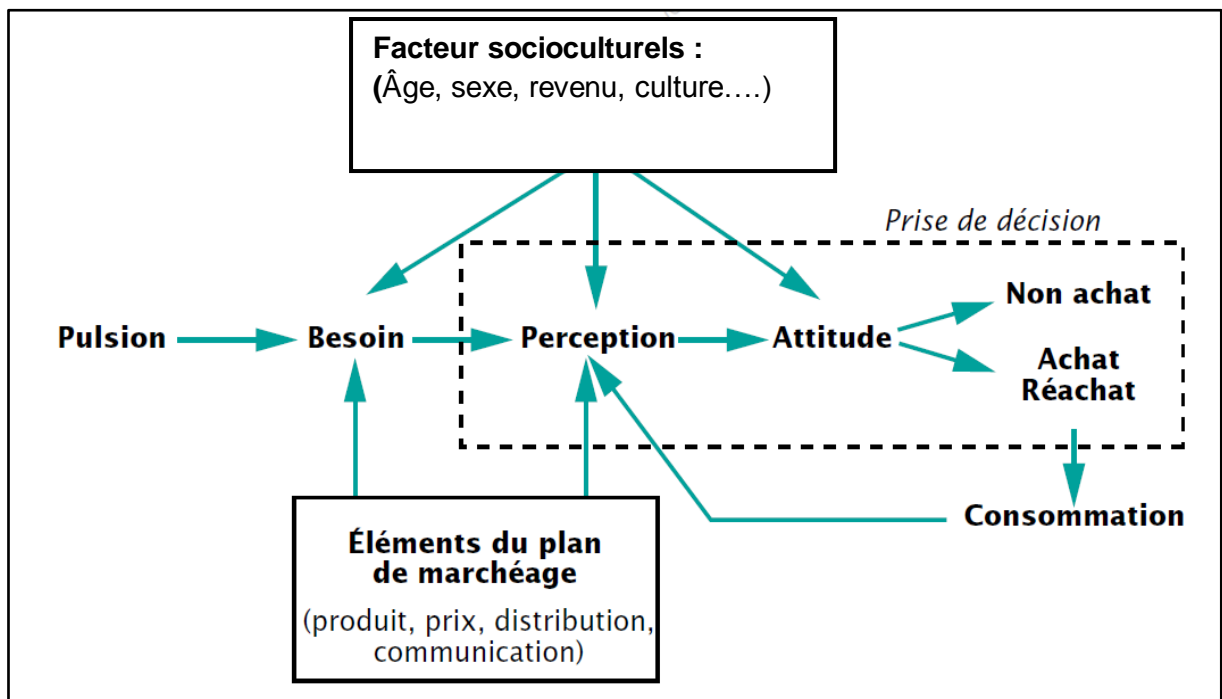 Facteur socioculturels :
(Âge, sexe, revenu, culture….)
Prise de décision
Non achat
Pulsion
Besoin
Perception
Attitude
Achat
Réachat
Consommation
Éléments du plan
de marchéage
(produit, prix, distribution,
communication)